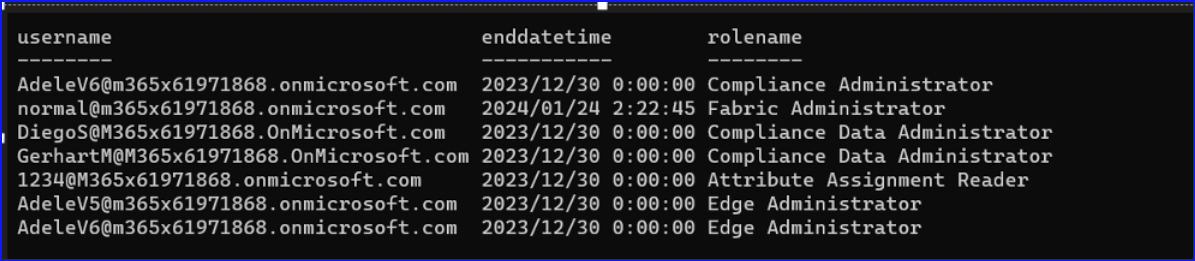 username enddatetime rolename
-------- ----------- --------
AdeleV6@m365x61971868.onmicrosoft.com 2023/12/30 0:00:00 Compliance Administrator
normal@m365x61971868.onmicrosoft.com 2024/01/24 2:22:45 Fabric Administrator
DiegoS@M365x61971868.OnMicrosoft.com 2023/12/30 0:00:00 Compliance Data Administrator
GerhartM@M365x61971868.OnMicrosoft.com 2023/12/30 0:00:00 Compliance Data Administrator
1234@M365x61971868.onmicrosoft.com 2023/12/30 0:00:00 Attribute Assignment Reader
AdeleV5@m365x61971868.onmicrosoft.com 2023/12/30 0:00:00 Edge Administrator
AdeleV6@m365x61971868.onmicrosoft.com 2023/12/30 0:00:00 Edge Administrator